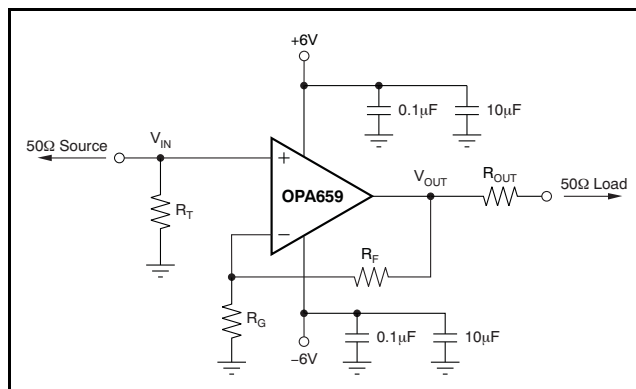 +6V
0.1μF
10μF
50Ω Source
V_IN
+
OPA659
V_OUT
R_OUT
50Ω Load
R_T
−
R_F
R_G
0.1μF
10μF
−6V